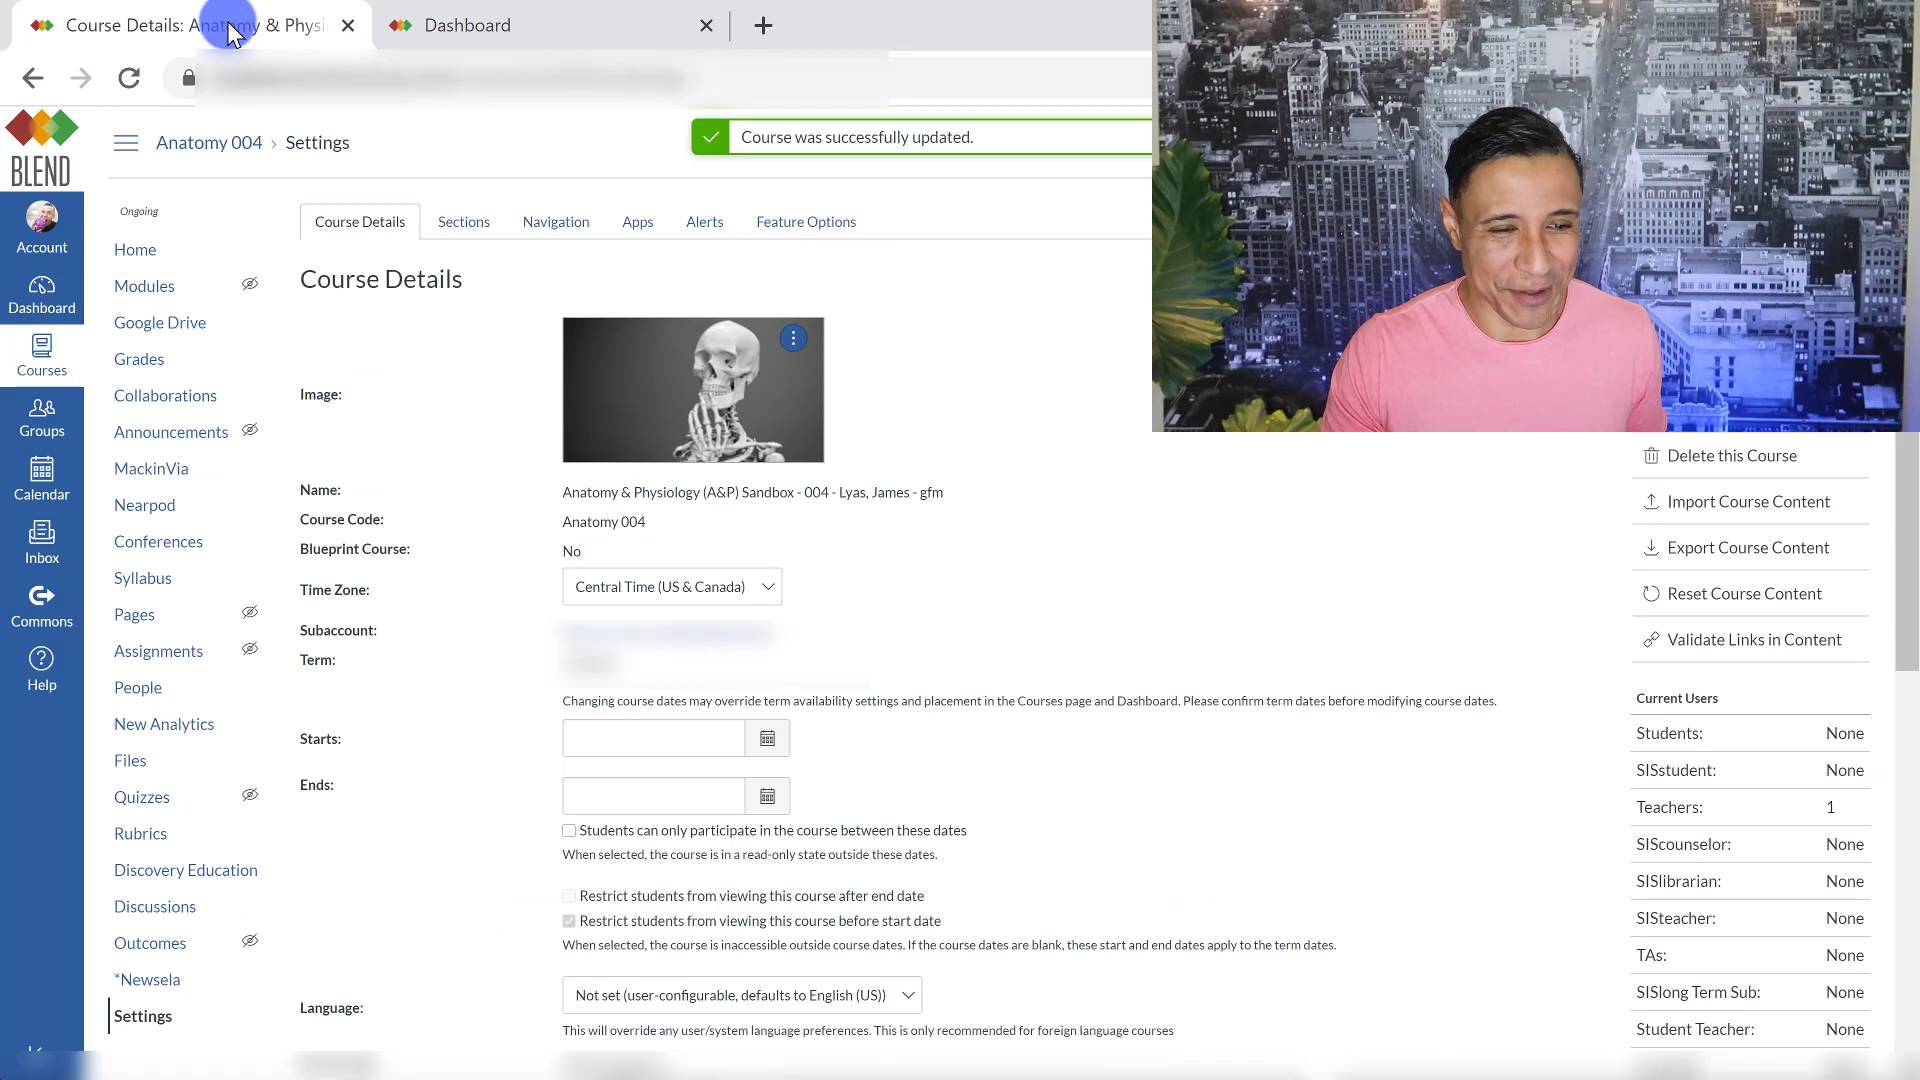 Course Details: Anatomy & Physi
Dashboard
BLEND
Account
Dashboard
Courses
Groups
Calendar
Inbox
Commons
Help
Anatomy 004 › Settings
Course was successfully updated.
Ongoing
Home
Modules
Google Drive
Grades
Collaborations
Announcements
MackinVia
Nearpod
Conferences
Syllabus
Pages
Assignments
People
New Analytics
Files
Quizzes
Rubrics
Discovery Education
Discussions
Outcomes
*Newsela
Settings
Course Details Sections Navigation Apps Alerts Feature Options
Course Details
Image:
Name: Anatomy & Physiology (A&P) Sandbox - 004 - Lyas, James - gfm
Course Code: Anatomy 004
Blueprint Course: No
Time Zone: Central Time (US & Canada)
Subaccount:
Term:
Changing course dates may override term availability settings and placement in the Courses page and Dashboard. Please confirm term dates before modifying course dates.
Starts:
Ends:
Students can only participate in the course between these dates
When selected, the course is in a read-only state outside these dates.
Restrict students from viewing this course after end date
Restrict students from viewing this course before start date
When selected, the course is inaccessible outside course dates. If the course dates are blank, these start and end dates apply to the term dates.
Language: Not set (user-configurable, defaults to English (US))
This will override any user/system language preferences. This is only recommended for foreign language courses
Delete this Course
Import Course Content
Export Course Content
Reset Course Content
Validate Links in Content
Current Users
Students: None
SISstudent: None
Teachers: 1
SIScounselor: None
SISlibrarian: None
SISteacher: None
TAs: None
SISlong Term Sub: None
Student Teacher: None